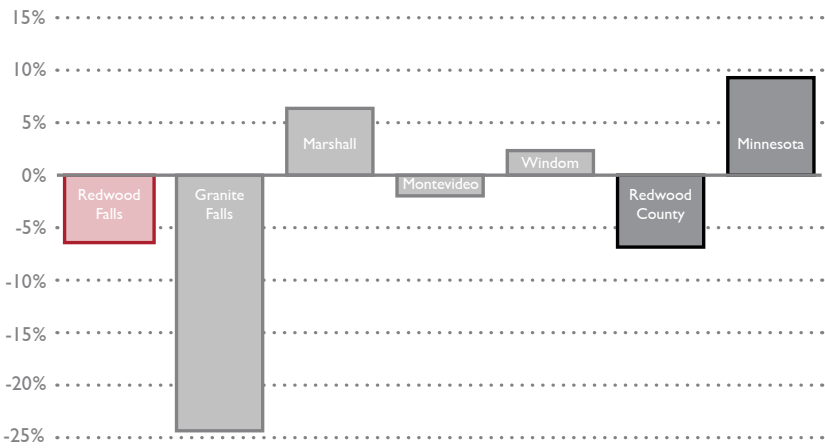 15%
10%
5%
0%
-5%
-10%
-15%
-20%
-25%
Redwood
Falls
Granite
Falls
Marshall
Montevideo
Windom
Redwood
County
Minnesota